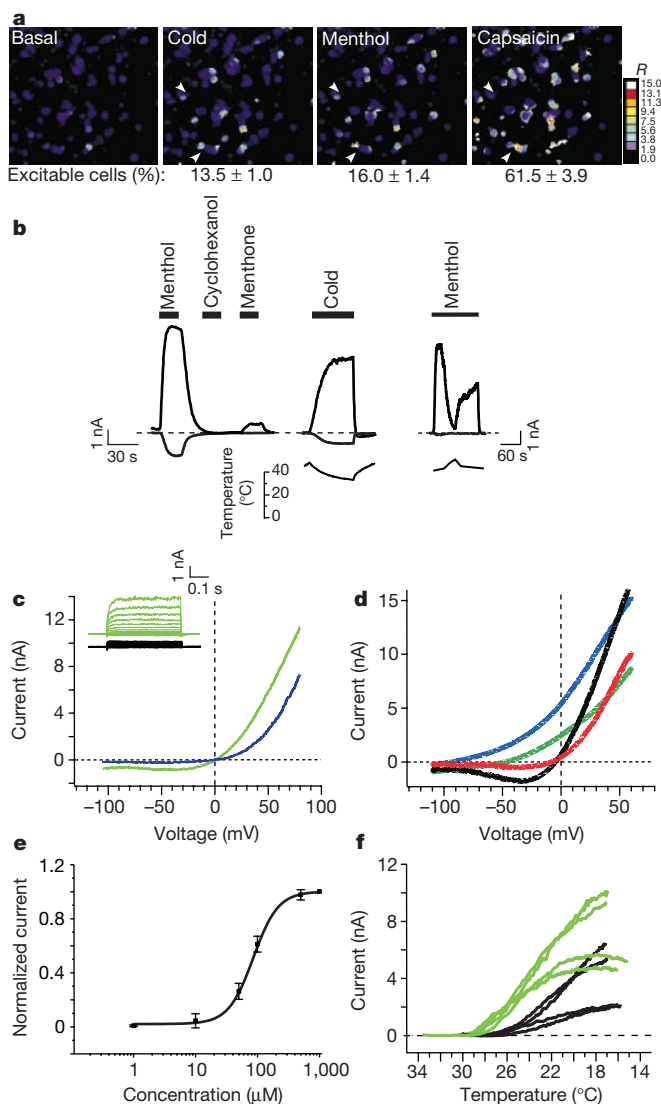 a
Basal
Cold
Menthol
Capsaicin
R
15.0
13.1
11.3
9.4
7.5
5.6
3.8
1.9
0.0
Excitable cells (%):
13.5 ± 1.0
16.0 ± 1.4
61.5 ± 3.9
b
Menthol
Cyclohexanol
Menthone
Cold
Menthol
1 nA
30 s
60 s
1 nA
Temperature
(°C)
40
20
0
c
1 nA
0.1 s
12
8
4
0
Current (nA)
−100
−50
0
50
100
Voltage (mV)
d
15
10
5
0
Current (nA)
−100
−50
0
50
Voltage (mV)
e
1.2
0.8
0.4
0
Normalized current
1
10
100
1,000
Concentration (μM)
f
12
8
4
0
Current (nA)
34
30
26
22
18
14
Temperature (°C)